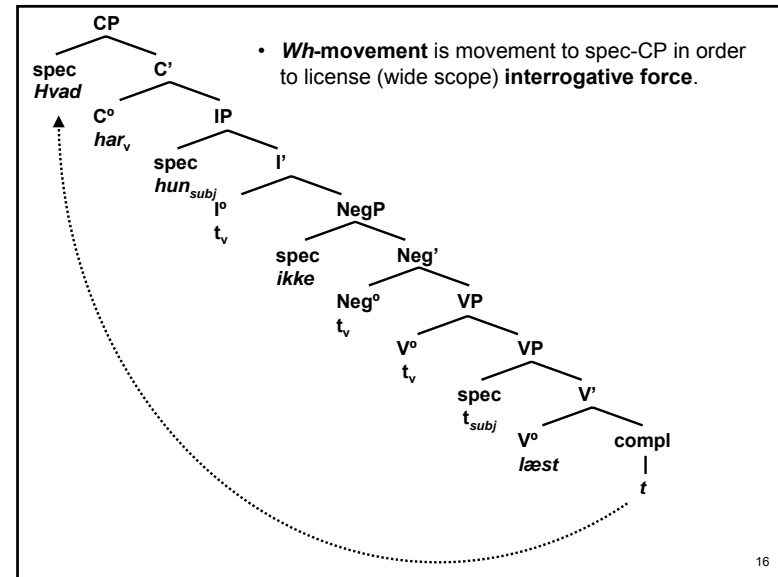 CP
• Wh-movement is movement to spec-CP in order
to license (wide scope) interrogative force.
spec C’
Hvad
Cº IP
harv
spec I’
hunsubj
Iº NegP
tv
spec Neg’
ikke
Negº VP
tv
Vº VP
tv
spec V’
tsubj
Vº compl
læst
t
16